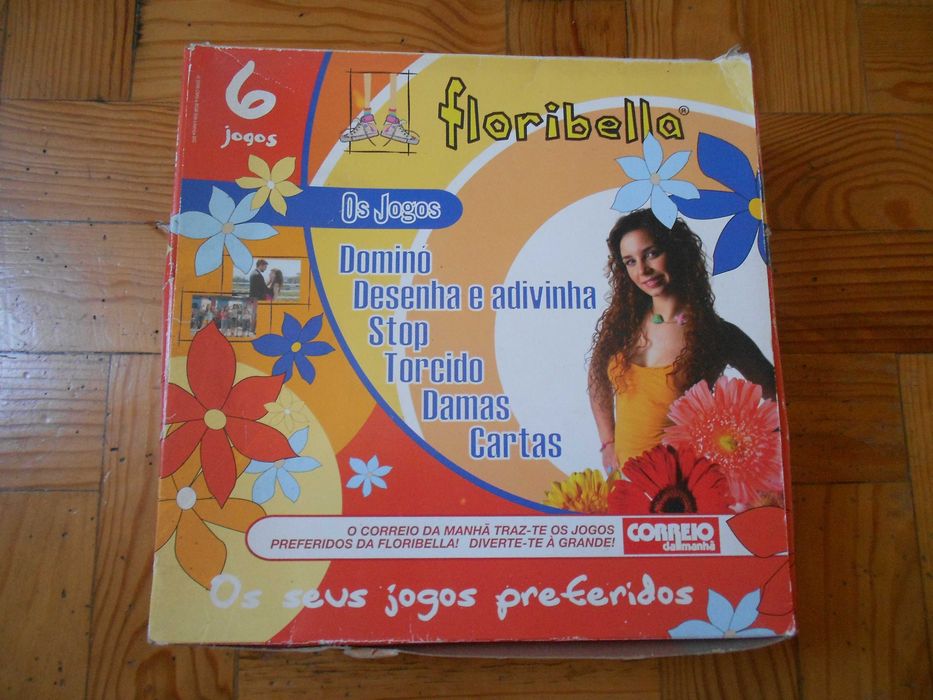 6
jogos
floribella®
Os Jogos
Dominó
Desenha e adivinha
Stop
Torcido
Damas
Cartas
O CORREIO DA MANHÃ TRAZ-TE OS JOGOS
PREFERIDOS DA FLORIBELLA! DIVERTE-TE À GRANDE!
CORREIO
da manhã
Os seus jogos preferidos